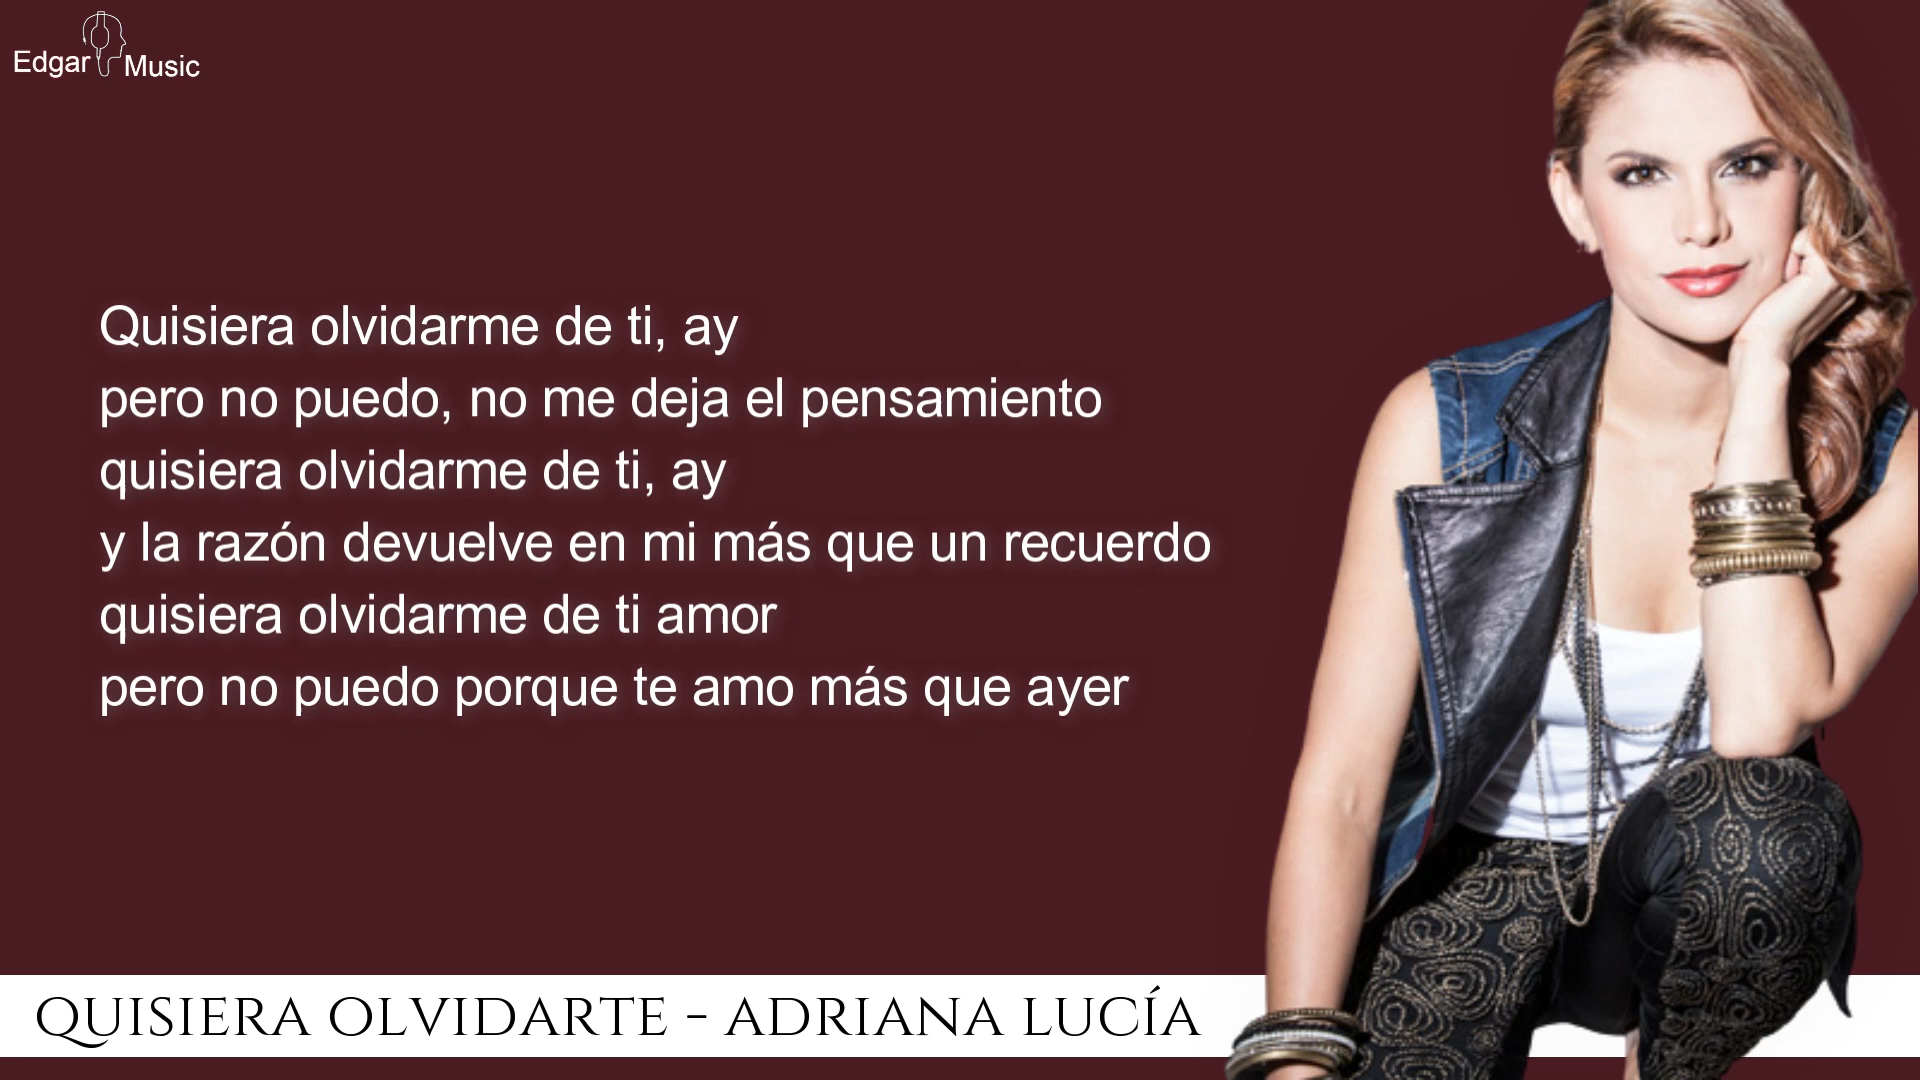 Edgar Music
Quisiera olvidarme de ti, ay
pero no puedo, no me deja el pensamiento
quisiera olvidarme de ti, ay
y la razón devuelve en mi más que un recuerdo
quisiera olvidarme de ti amor
pero no puedo porque te amo más que ayer
QUISIERA OLVIDARTE - ADRIANA LUCÍA